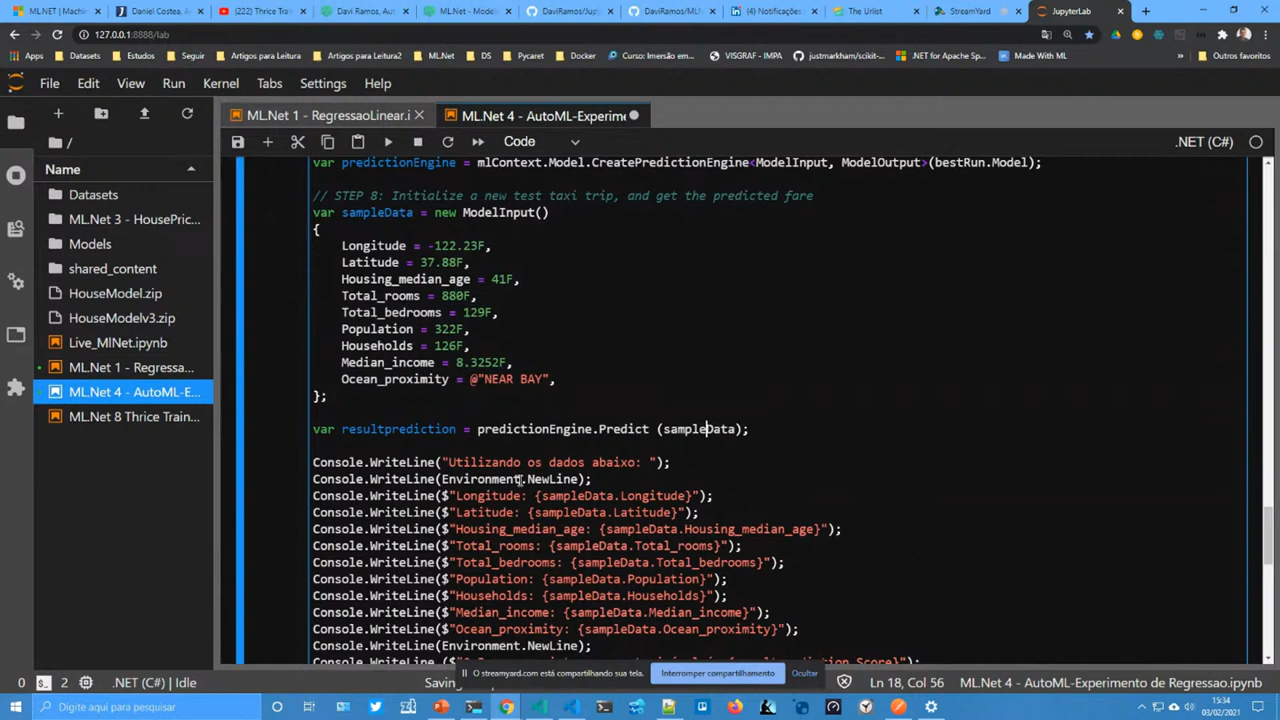 ML.NET | Machin
Daniel Costea, Ac
(222) Thrice Train
Davi Ramos, Aut
ML.Net - Modelo
DaviRamos/Jupy
DaviRamos/ML
(4) Notificações
The Urlist
StreamYard
JupyterLab
127.0.0.1:8888/lab
Apps
Datasets
Estudos
Seguir
Artigos para Leitura
Artigos para Leitura2
ML.Net
DS
Pycaret
Docker
Curso: Imersão em...
VISGRAF - IMPA
justmarkham/scikit-...
.NET for Apache Sp...
Made With ML
Outros favoritos
File Edit View Run Kernel Tabs Settings Help
ML.Net 1 - RegressaoLinear.i
ML.Net 4 - AutoML-Experime
Code
.NET (C#)
/
Name
Datasets
MLNet 3 - HousePric...
Models
shared_content
HouseModel.zip
HouseModelv3.zip
Live_MlNet.ipynb
ML.Net 1 - Regressa...
ML.Net 4 - AutoML-E...
ML.Net 8 Thrice Train...
var predictionEngine = mlContext.Model.CreatePredictionEngine<ModelInput, ModelOutput>(bestRun.Model);
// STEP 8: Initialize a new test taxi trip, and get the predicted fare
var sampleData = new ModelInput()
{
Longitude = -122.23F,
Latitude = 37.88F,
Housing_median_age = 41F,
Total_rooms = 880F,
Total_bedrooms = 129F,
Population = 322F,
Households = 126F,
Median_income = 8.3252F,
Ocean_proximity = @"NEAR BAY",
};
var resultprediction = predictionEngine.Predict (sampleData);
Console.WriteLine("Utilizando os dados abaixo: ");
Console.WriteLine(Environment.NewLine);
Console.WriteLine($"Longitude: {sampleData.Longitude}");
Console.WriteLine($"Latitude: {sampleData.Latitude}");
Console.WriteLine($"Housing_median_age: {sampleData.Housing_median_age}");
Console.WriteLine($"Total_rooms: {sampleData.Total_rooms}");
Console.WriteLine($"Total_bedrooms: {sampleData.Total_bedrooms}");
Console.WriteLine($"Population: {sampleData.Population}");
Console.WriteLine($"Households: {sampleData.Households}");
Console.WriteLine($"Median_income: {sampleData.Median_income}");
Console.WriteLine($"Ocean_proximity: {sampleData.Ocean_proximity}");
Console.WriteLine(Environment.NewLine);
O streamyard.com está compartilhando sua tela.
Interromper compartilhamento
Ocultar
0
2
.NET (C#) | Idle
Saving
Ln 18, Col 56
ML.Net 4 - AutoML-Experimento de Regressao.ipynb
Digite aqui para pesquisar
15:34
03/02/2021